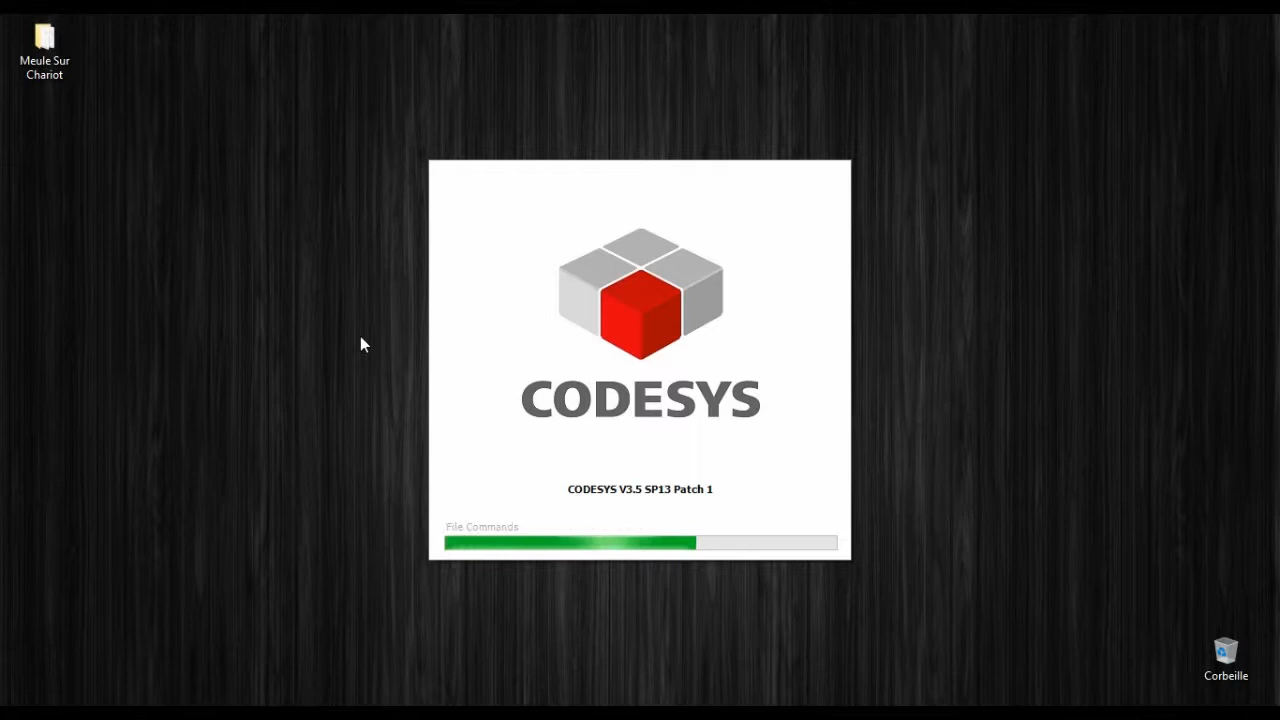 Meule Sur
Chariot
CODESYS
CODESYS V3.5 SP13 Patch 1
File Commands
Corbeille